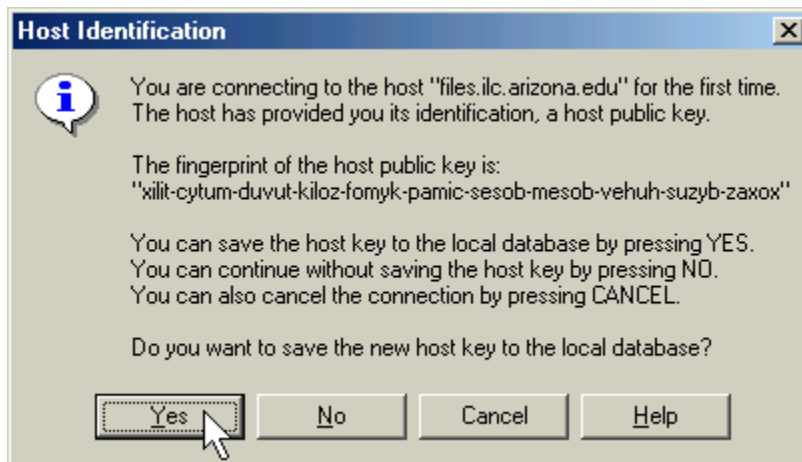 Host Identification
You are connecting to the host "files.ilc.arizona.edu" for the first time.
The host has provided you its identification, a host public key.
The fingerprint of the host public key is:
"xilit-cytum-duvut-kiloz-fomyk-pamic-sesob-mesob-vehuh-suzyb-zaxox"
You can save the host key to the local database by pressing YES.
You can continue without saving the host key by pressing NO.
You can also cancel the connection by pressing CANCEL.
Do you want to save the new host key to the local database?
Yes No Cancel Help